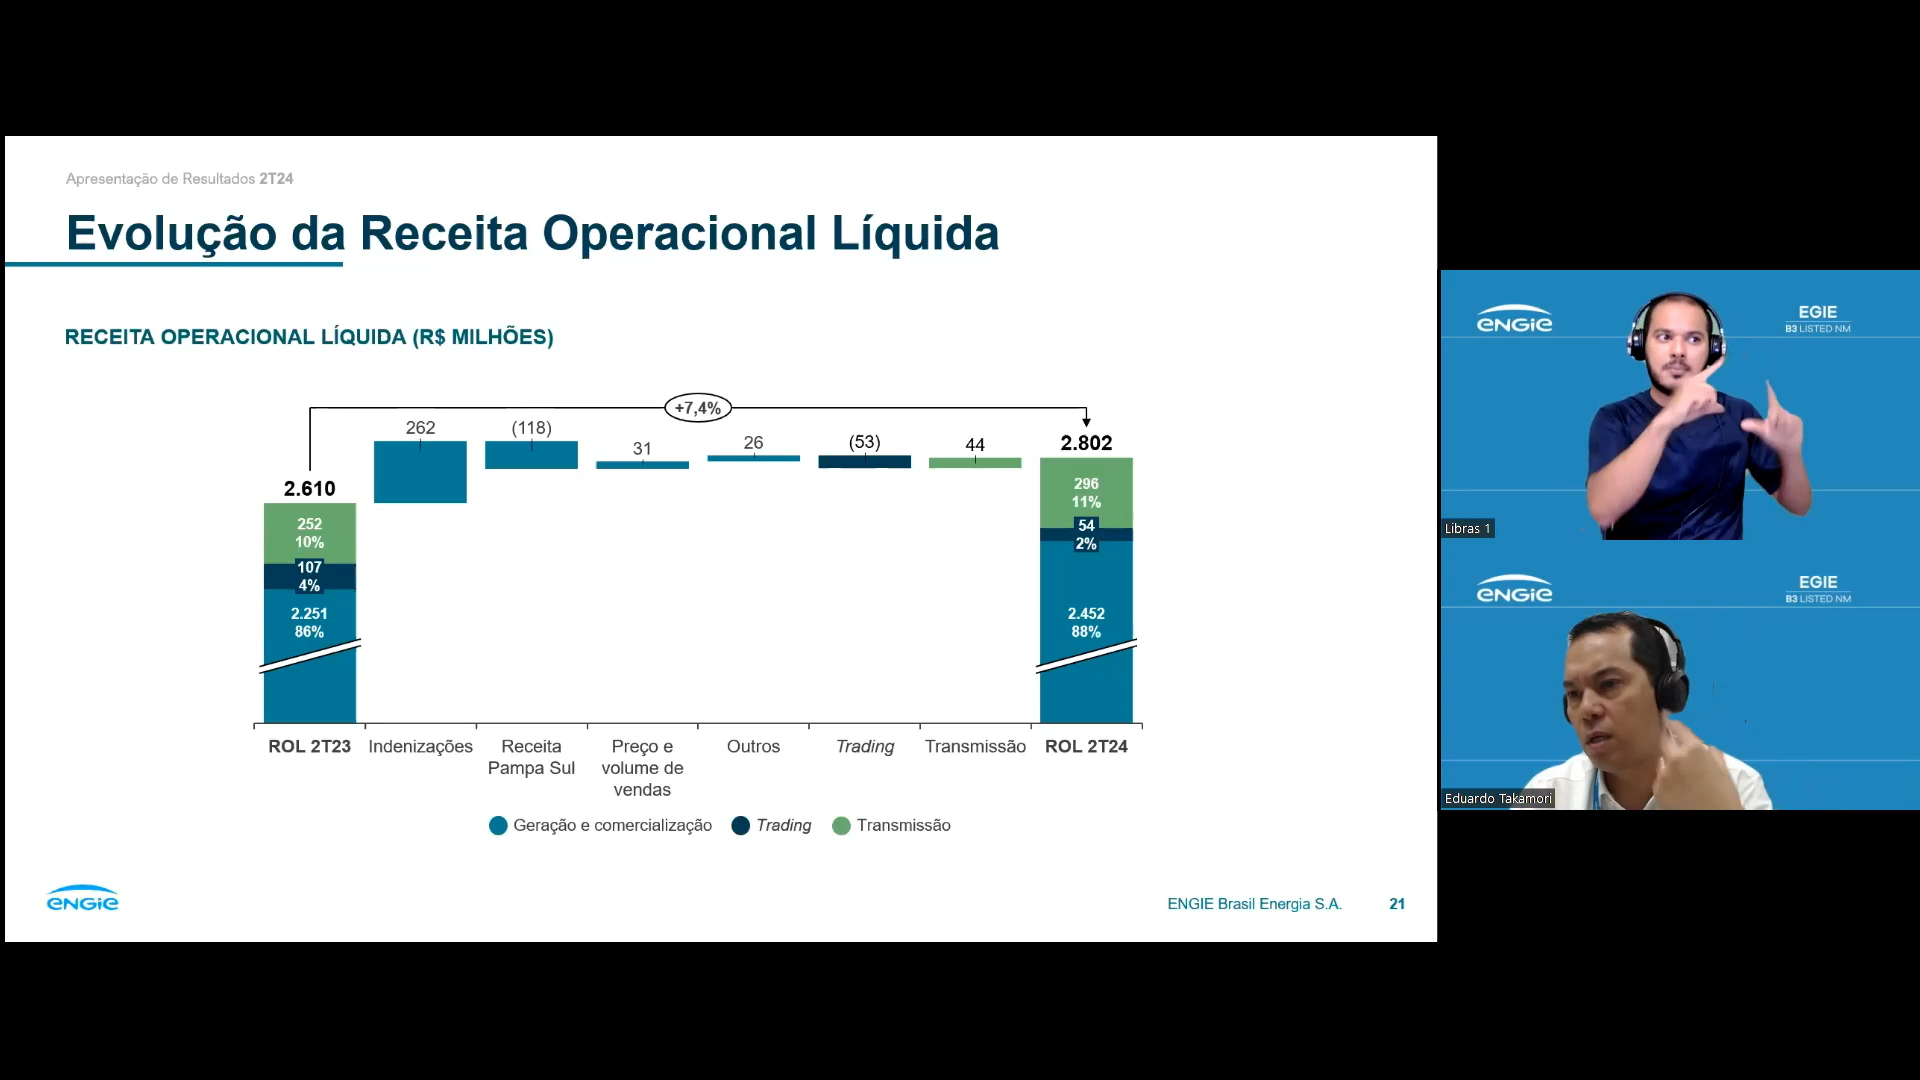 Apresentação de Resultados 2T24
Evolução da Receita Operacional Líquida
RECEITA OPERACIONAL LÍQUIDA (R$ MILHÕES)
+7,4%
2.610
252
10%
107
4%
2.251
86%
262
(118)
31
26
(53)
44
2.802
296
11%
54
2%
2.452
88%
ROL 2T23
Indenizações
Receita
Pampa Sul
Preço e
volume de
vendas
Outros
Trading
Transmissão
ROL 2T24
Geração e comercialização
Trading
Transmissão
ENGIE
ENGIE Brasil Energia S.A.
21
ENGIE
EGIE
B3 LISTED NM
Libras 1
ENGIE
EGIE
B3 LISTED NM
Eduardo Takamori